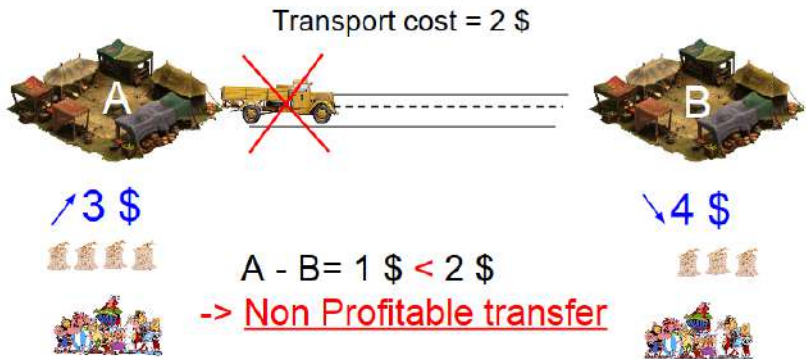 Transport cost = 2 $
A
B
3 $
4 $
A - B= 1 $ < 2 $
-> Non Profitable transfer